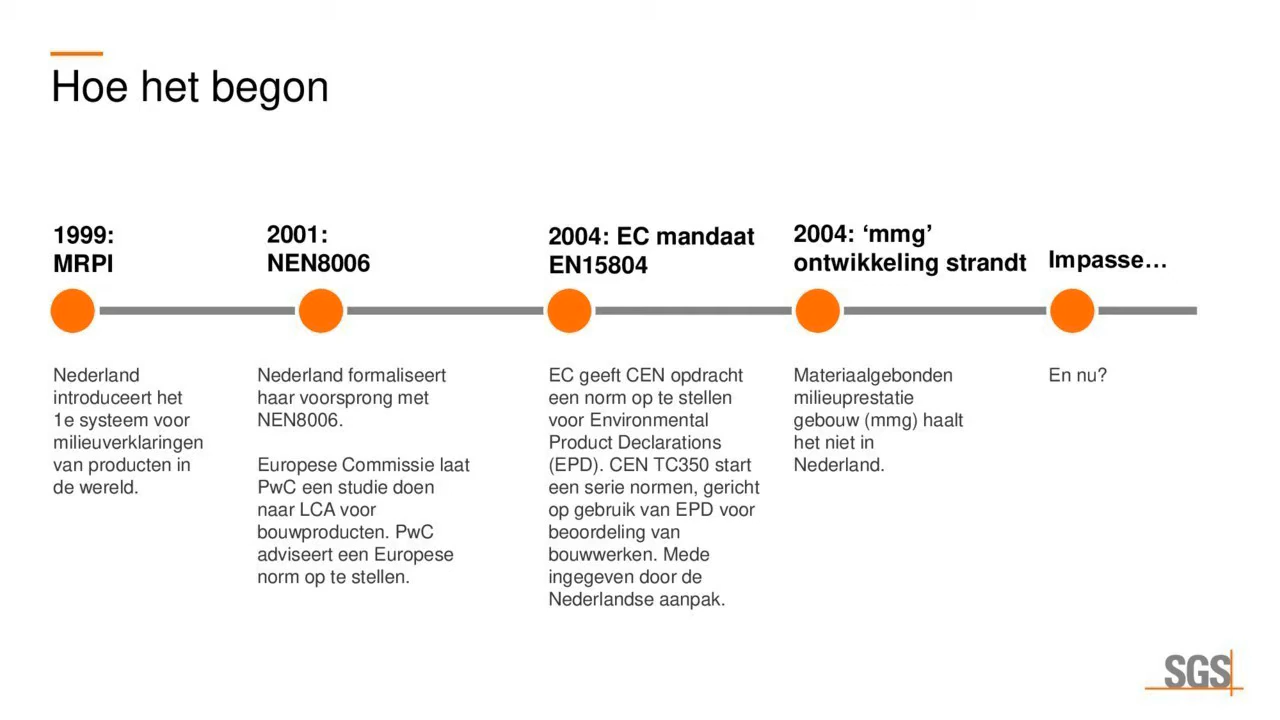 Hoe het begon
1999:
MRPI
Nederland
introduceert het
1e systeem voor
milieuverklaringen
van producten in
de wereld.
2001:
NEN8006
Nederland formaliseert
haar voorsprong met
NEN8006.
Europese Commissie laat
PwC een studie doen
naar LCA voor
bouwproducten. PwC
adviseert een Europese
norm op te stellen.
2004: EC mandaat
EN15804
EC geeft CEN opdracht
een norm op te stellen
voor Environmental
Product Declarations
(EPD). CEN TC350 start
een serie normen, gericht
op gebruik van EPD voor
beoordeling van
bouwwerken. Mede
ingegeven door de
Nederlandse aanpak.
2004: ‘mmg’
ontwikkeling strandt
Materiaalgebonden
milieuprestatie
gebouw (mmg) haalt
het niet in
Nederland.
Impasse…
En nu?
SGS